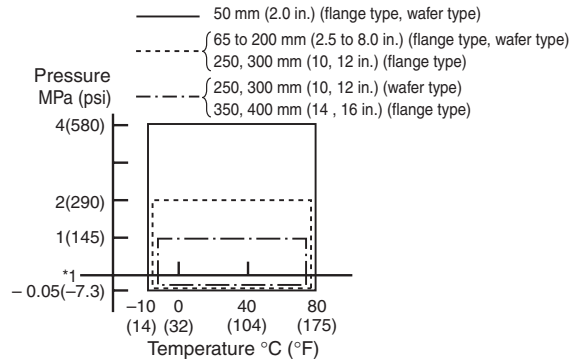 50 mm (2.0 in.) (flange type, wafer type)
65 to 200 mm (2.5 to 8.0 in.) (flange type, wafer type)
250, 300 mm (10, 12 in.) (flange type)
250, 300 mm (10, 12 in.) (wafer type)
350, 400 mm (14 , 16 in.) (flange type)
Pressure
MPa (psi)
4(580)
2(290)
1(145)
*1
– 0.05(–7.3)
–10 0 40 80
(14) (32) (104) (175)
Temperature °C (°F)